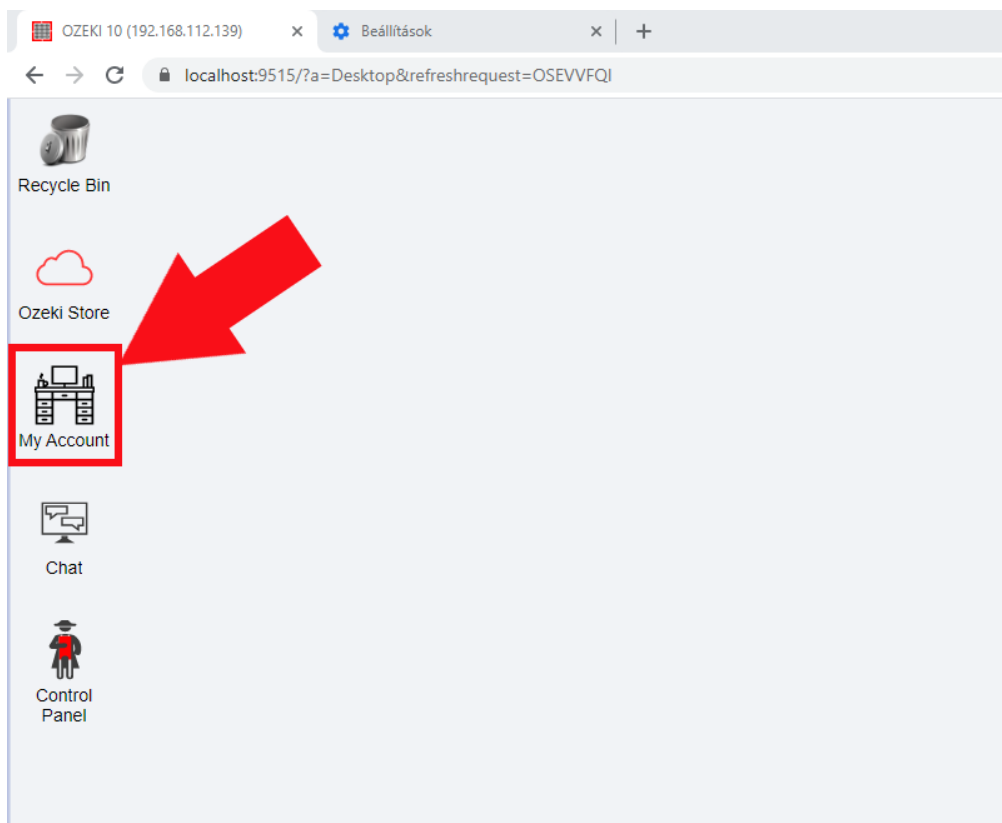 OZEKI 10 (192.168.112.139)
Beállítások
localhost:9515/?a=Desktop&refreshrequest=OSEVVFQI
Recycle Bin
Ozeki Store
My Account
Chat
Control
Panel